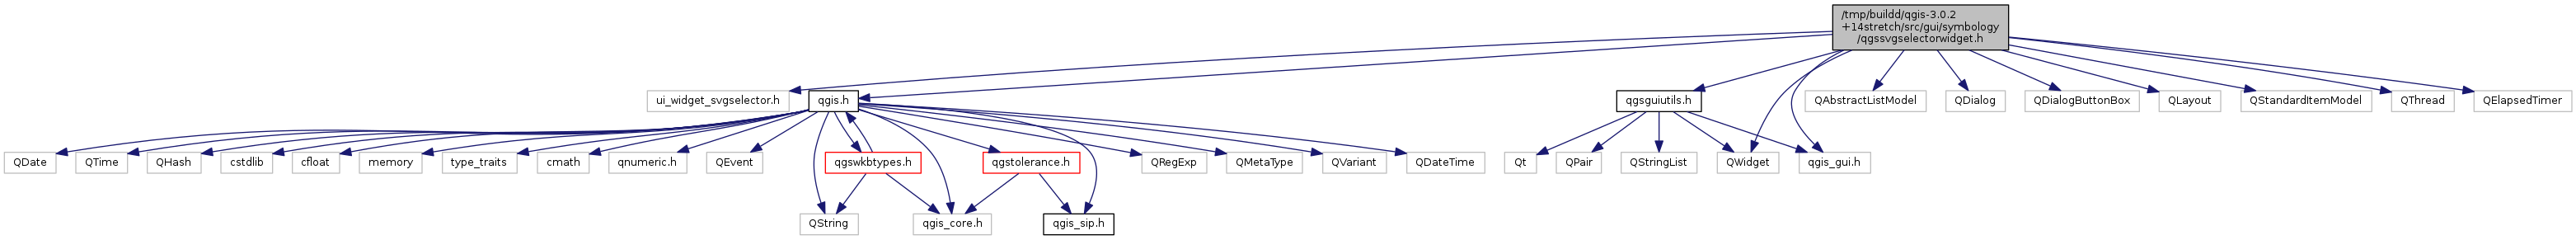 /tmp/buildd/qgis-3.0.2
+14stretch/src/gui/symbology
/qgssvgselectorwidget.h
ui_widget_svgselector.h
qgis.h
qgsguiutils.h
QAbstractListModel
QDialog
QDialogButtonBox
QLayout
QStandardItemModel
QThread
QElapsedTimer
QDate
QTime
QHash
cstdlib
cfloat
memory
type_traits
cmath
qnumeric.h
QEvent
qgswkbtypes.h
qgstolerance.h
QRegExp
QMetaType
QVariant
QDateTime
Qt
QPair
QStringList
QWidget
qgis_gui.h
QString
qgis_core.h
qgis_sip.h